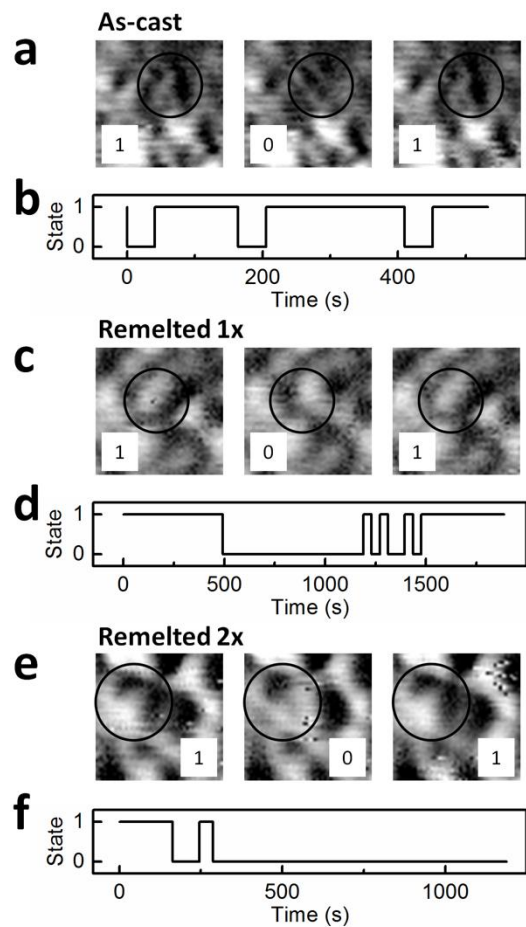 As-cast
a
1 0 1
b
State
1
0
0 200 400
Time (s)
Remelted 1x
c
1 0 1
d
State
1
0
0 500 1000 1500
Time (s)
Remelted 2x
e
1 0 1
f
State
1
0
0 500 1000
Time (s)